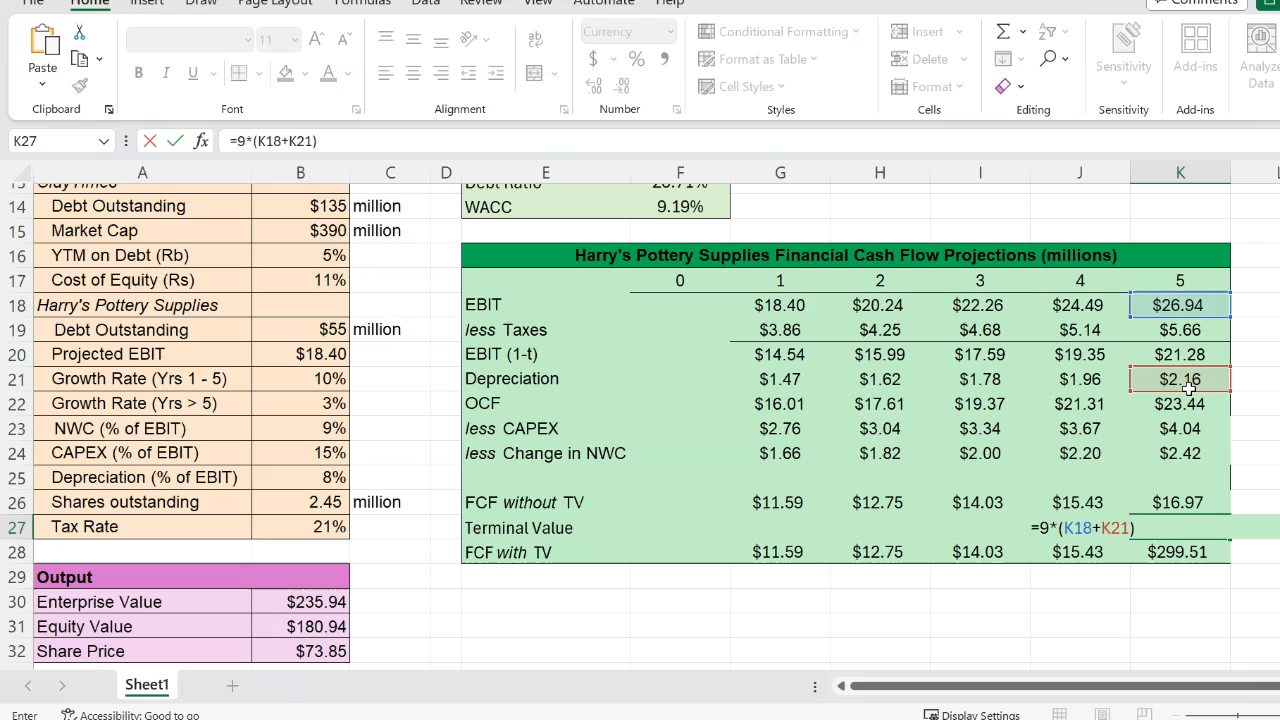 File Home Insert Draw Page Layout Formulas Data Review View Automate Help Comments
Paste
11
Currency
Conditional Formatting
Format as Table
Cell Styles
Insert
Delete
Format
Sensitivity
Add-ins
Analyze Data
Clipboard Font Alignment Number Styles Cells Editing Sensitivity Add-ins
K27 fx =9*(K18+K21)
A B C D E F G H I J K
14 Debt Outstanding $135 million WACC 9.19%
15 Market Cap $390 million
16 YTM on Debt (Rb) 5% Harry's Pottery Supplies Financial Cash Flow Projections (millions)
17 Cost of Equity (Rs) 11% 0 1 2 3 4 5
18 Harry's Pottery Supplies EBIT $18.40 $20.24 $22.26 $24.49 $26.94
19 Debt Outstanding $55 million less Taxes $3.86 $4.25 $4.68 $5.14 $5.66
20 Projected EBIT $18.40 EBIT (1-t) $14.54 $15.99 $17.59 $19.35 $21.28
21 Growth Rate (Yrs 1 - 5) 10% Depreciation $1.47 $1.62 $1.78 $1.96 $2.16
22 Growth Rate (Yrs > 5) 3% OCF $16.01 $17.61 $19.37 $21.31 $23.44
23 NWC (% of EBIT) 9% less CAPEX $2.76 $3.04 $3.34 $3.67 $4.04
24 CAPEX (% of EBIT) 15% less Change in NWC $1.66 $1.82 $2.00 $2.20 $2.42
25 Depreciation (% of EBIT) 8%
26 Shares outstanding 2.45 million FCF without TV $11.59 $12.75 $14.03 $15.43 $16.97
27 Tax Rate 21% Terminal Value =9*(K18+K21)
28 FCF with TV $11.59 $12.75 $14.03 $15.43 $299.51
29 Output
30 Enterprise Value $235.94
31 Equity Value $180.94
32 Share Price $73.85
Sheet1
Enter Accessibility: Good to go Display Settings